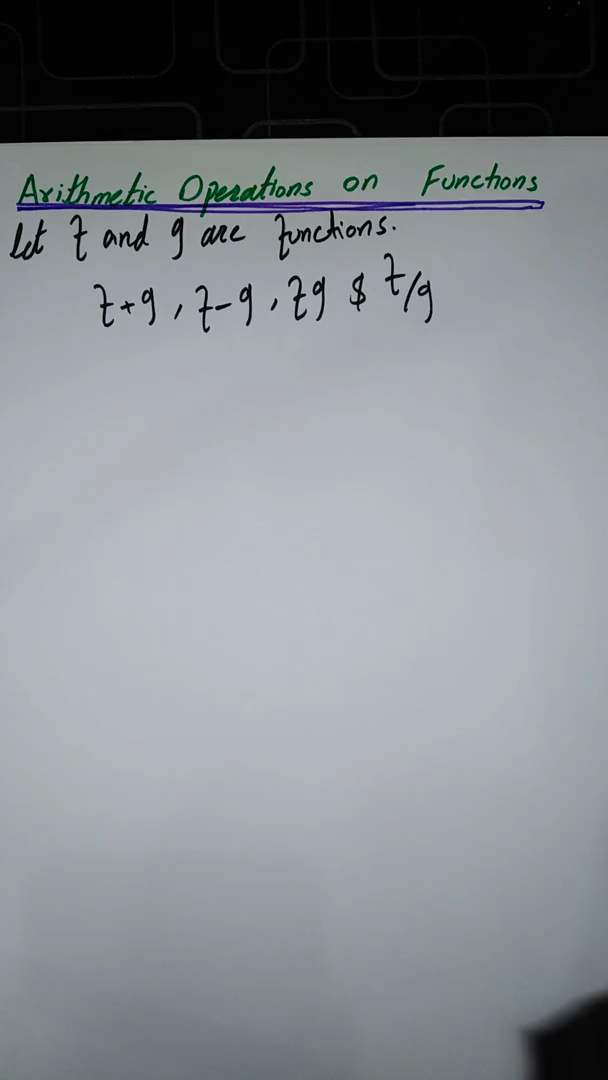 Arithmetic Operations on Functions
Let f and g are functions.
f+g, f-g, fg & f/g